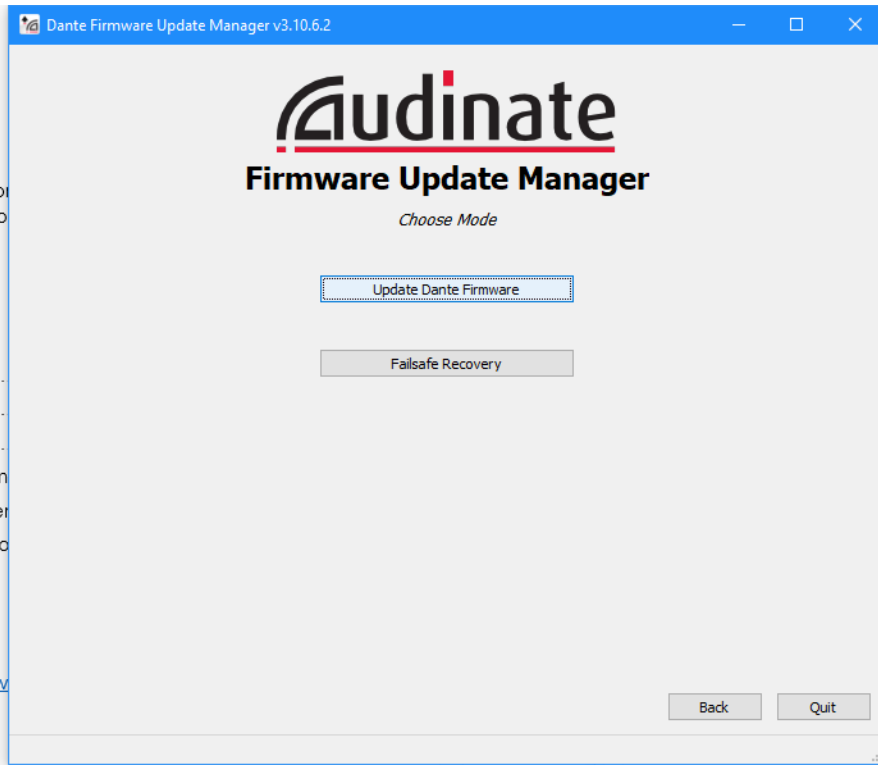 Dante Firmware Update Manager v3.10.6.2
Audinate
Firmware Update Manager
Choose Mode
Update Dante Firmware
Failsafe Recovery
Back
Quit